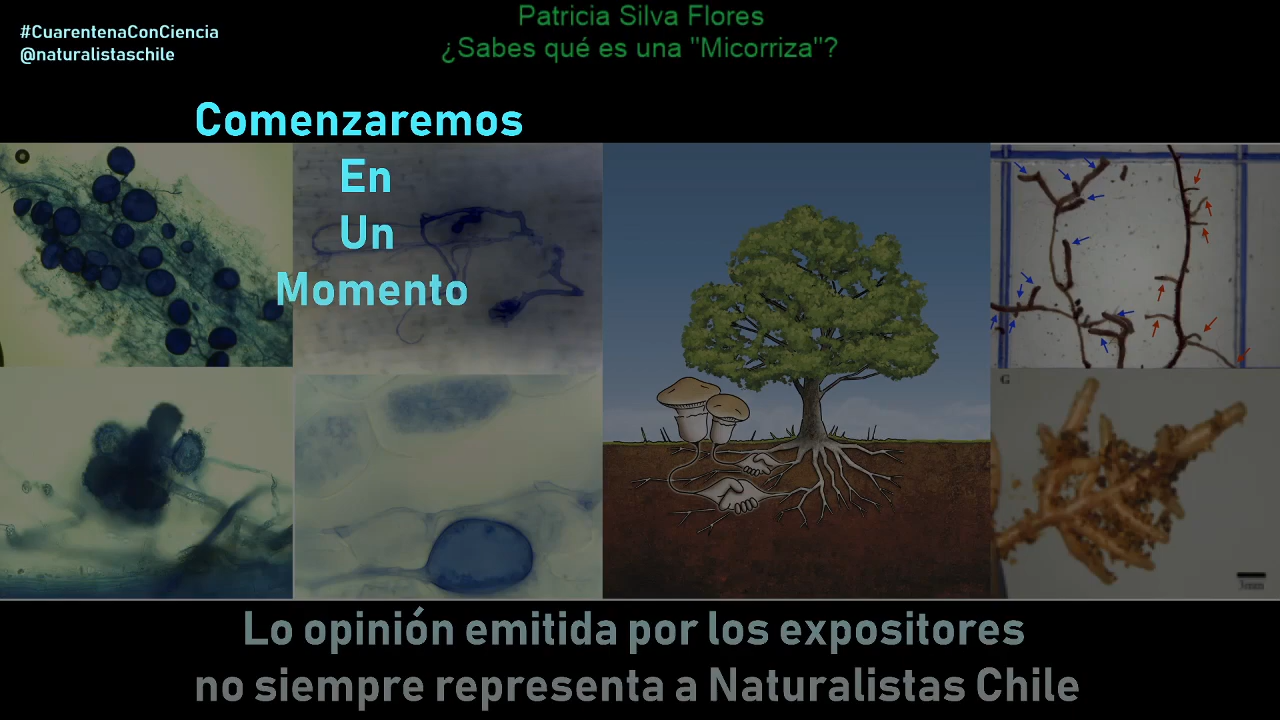 #CuarentenaConCiencia
@naturalistaschile
Patricia Silva Flores
¿Sabes qué es una "Micorriza"?
Comenzaremos
En
Un
Momento
G
3mm
Lo opinión emitida por los expositores
no siempre representa a Naturalistas Chile